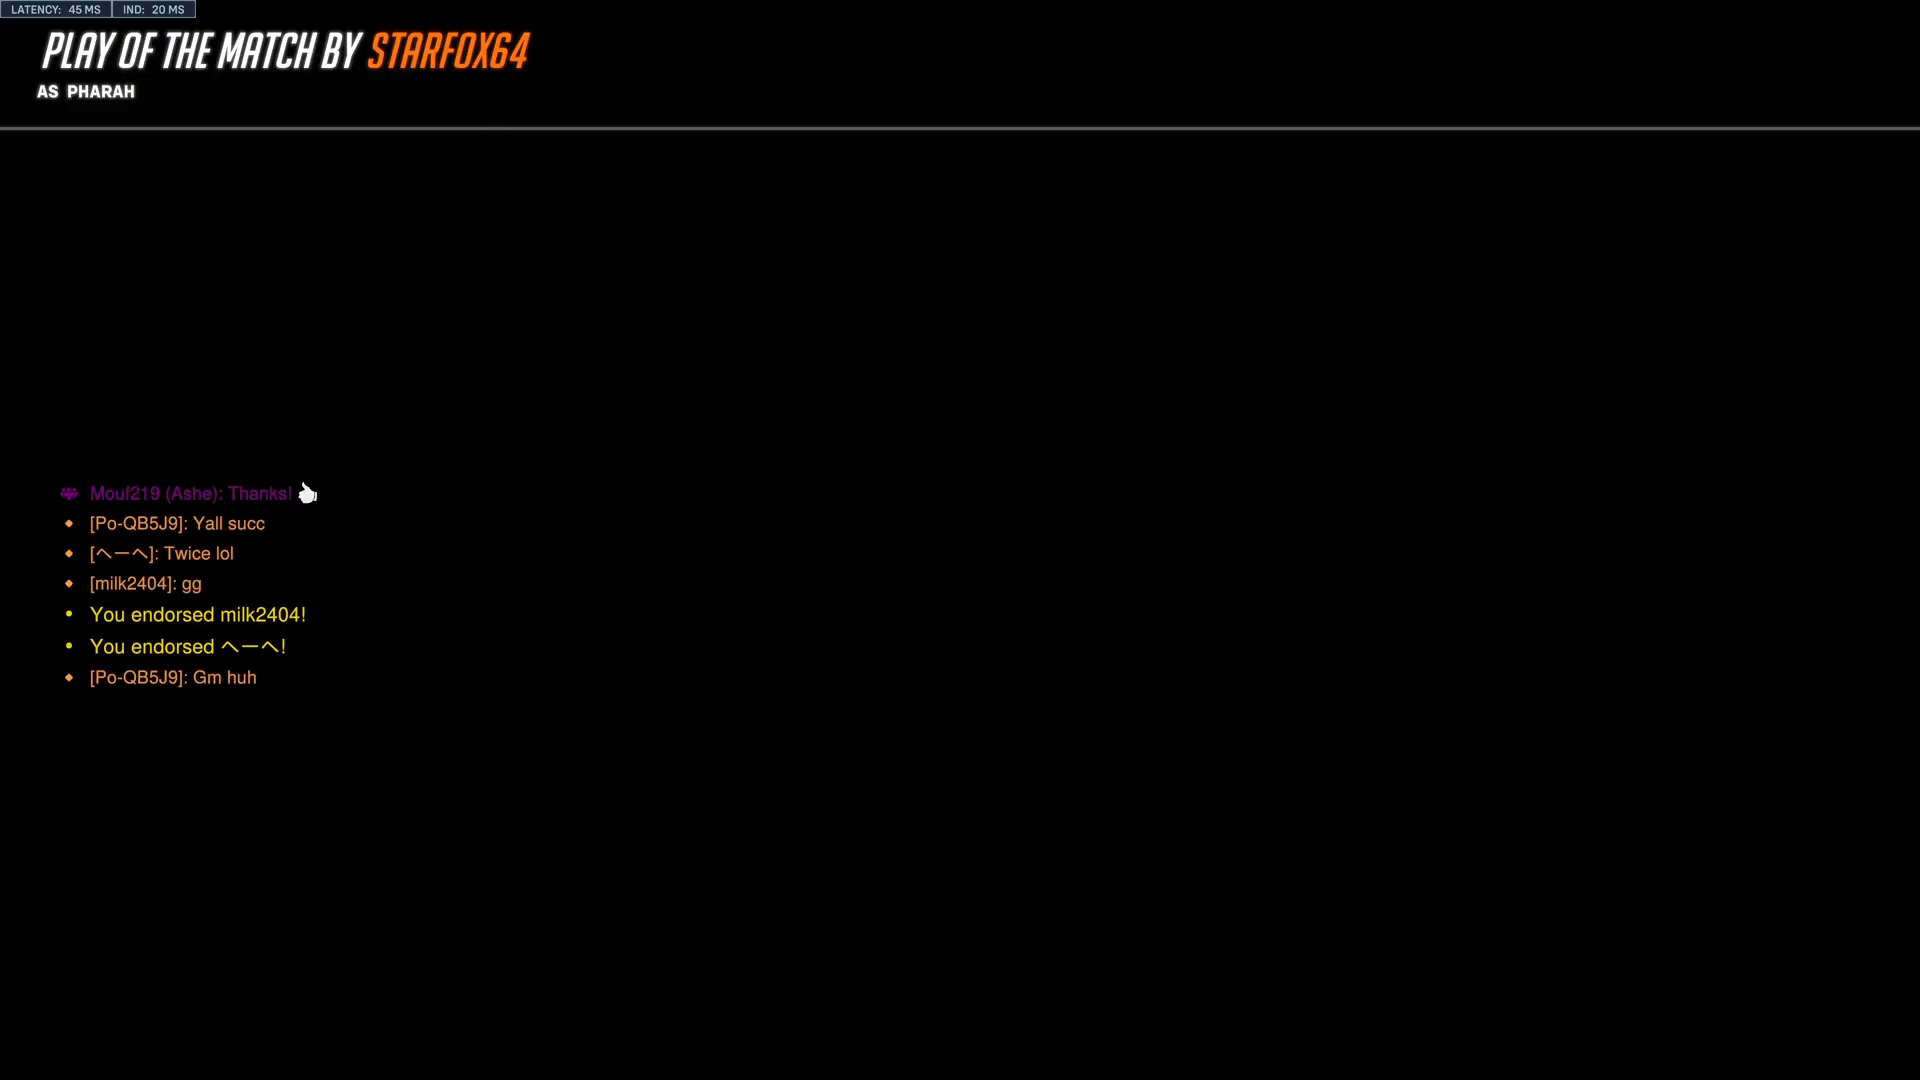 LATENCY: 45 MS IND: 20 MS
PLAY OF THE MATCH BY STARFOX64
AS PHARAH
Mouf219 (Ashe): Thanks!
[Po-QB5J9]: Yall succ
[へーへ]: Twice lol
[milk2404]: gg
You endorsed milk2404!
You endorsed へーへ!
[Po-QB5J9]: Gm huh